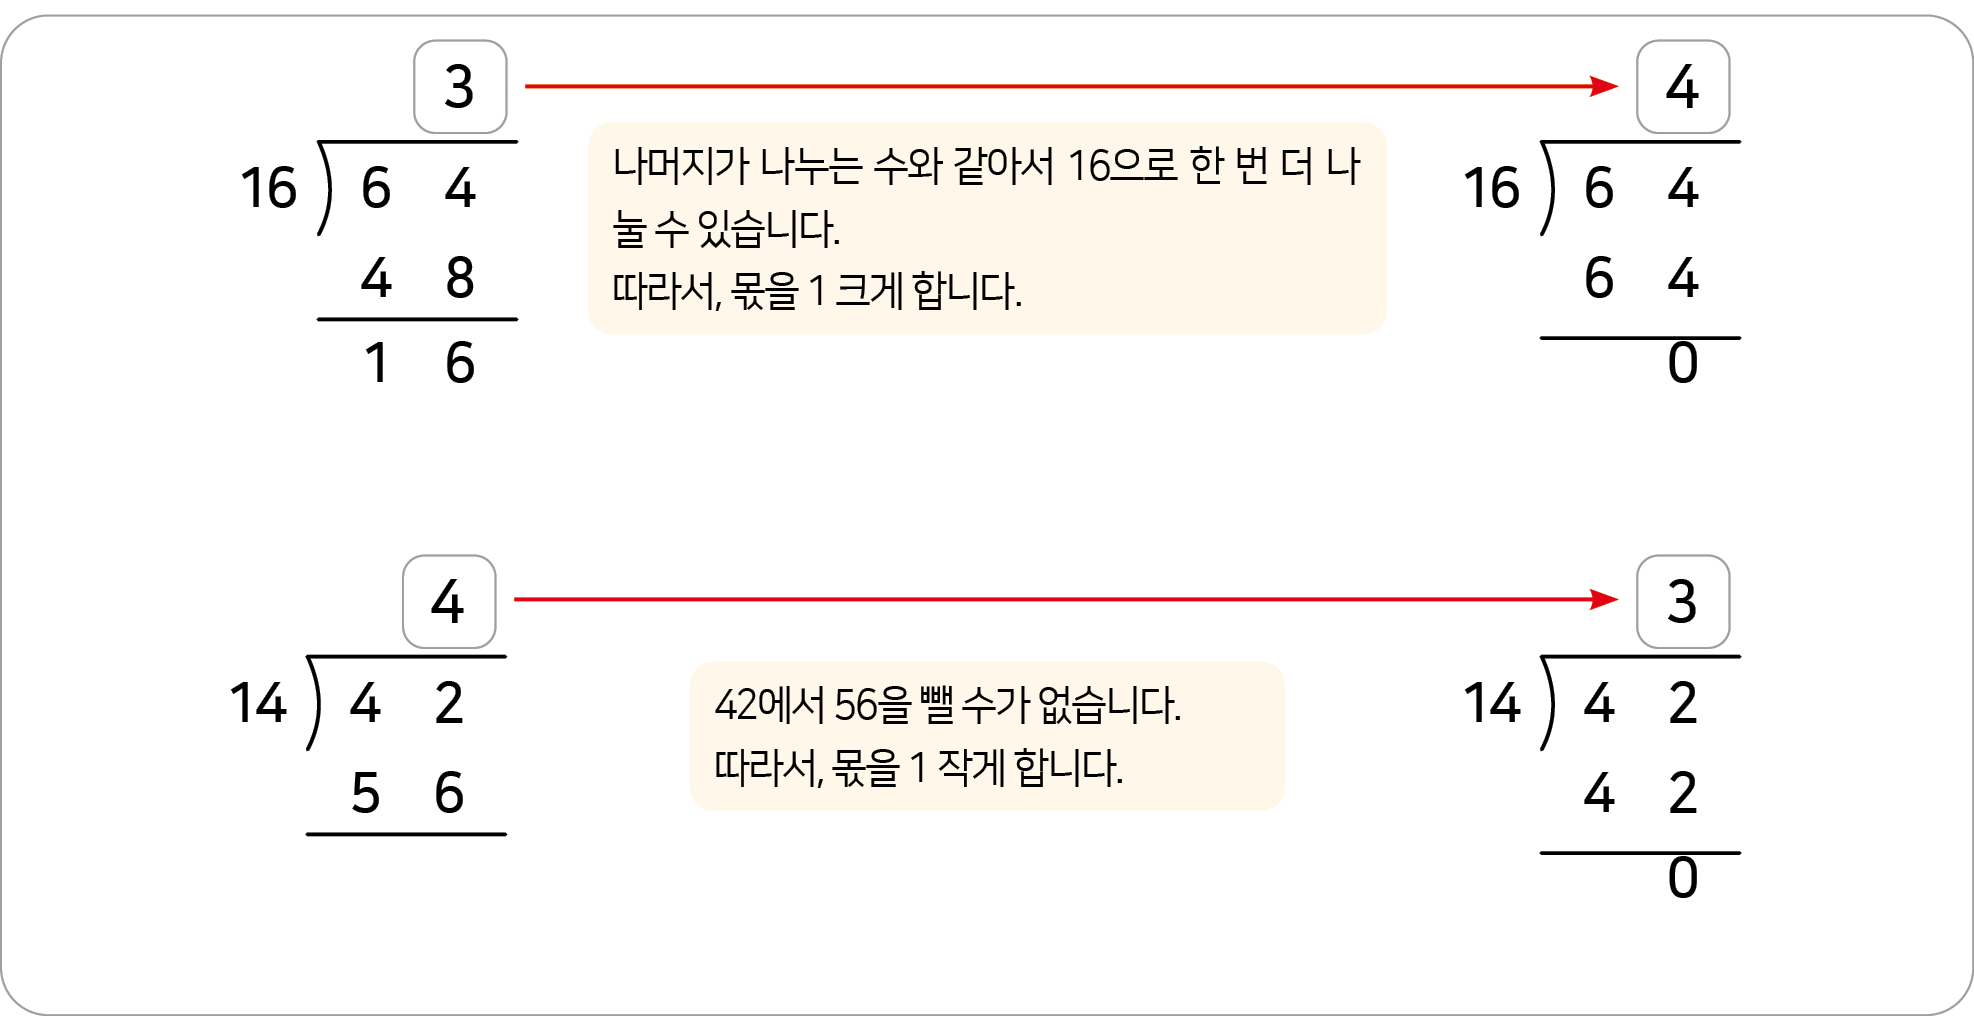 3 4
16 6 4 나머지가 나누는 수와 같아서 16으로 한 번 더 나 16 6 4
눌 수 있습니다.
4 8 따라서, 몫을 1 크게 합니다. 6 4
1 6 0
4 3
14 4 2 42에서 56을 뺄 수가 없습니다. 14 4 2
5 6 따라서, 몫을 1 작게 합니다. 4 2
0